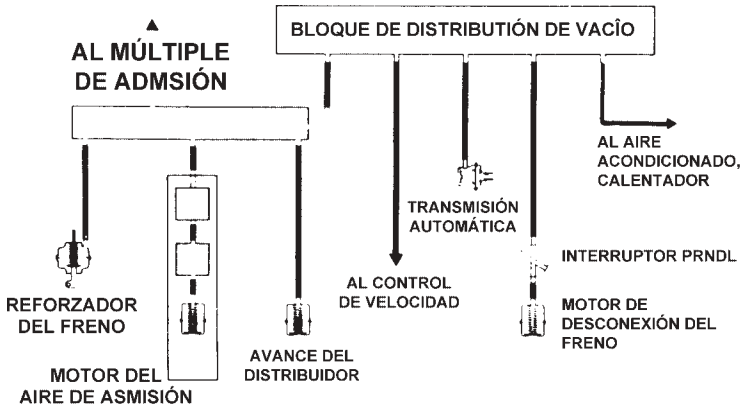 BLOQUE DE DISTRIBUTIÓN DE VACÎO
AL MÚLTIPLE
DE ADMSIÓN
AL AIRE
ACONDICIONADO,
CALENTADOR
TRANSMISIÓN
AUTOMÁTICA
INTERRUPTOR PRNDL
AL CONTROL
DE VELOCIDAD
REFORZADOR
DEL FRENO
MOTOR DE
DESCONEXIÓN DEL
FRENO
AVANCE DEL
DISTRIBUIDOR
MOTOR DEL
AIRE DE ASMISIÓN